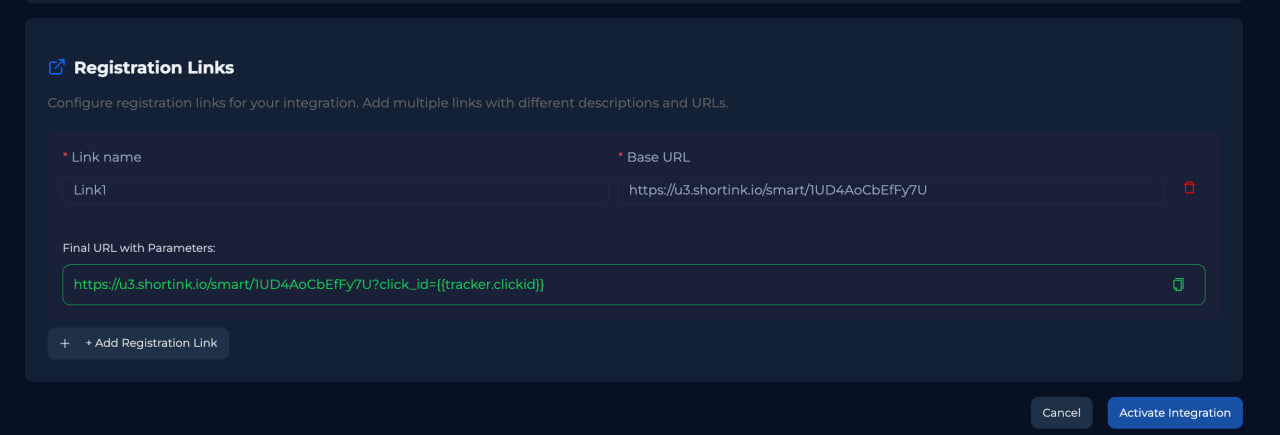 Registration Links
Configure registration links for your integration. Add multiple links with different descriptions and URLs.
* Link name
* Base URL
Link1
https://u3.shortink.io/smart/1UD4AoCbEfFy7U
Final URL with Parameters:
https://u3.shortink.io/smart/1UD4AoCbEfFy7U?click_id={{tracker.clickid}}
+ Add Registration Link
Cancel
Activate Integration